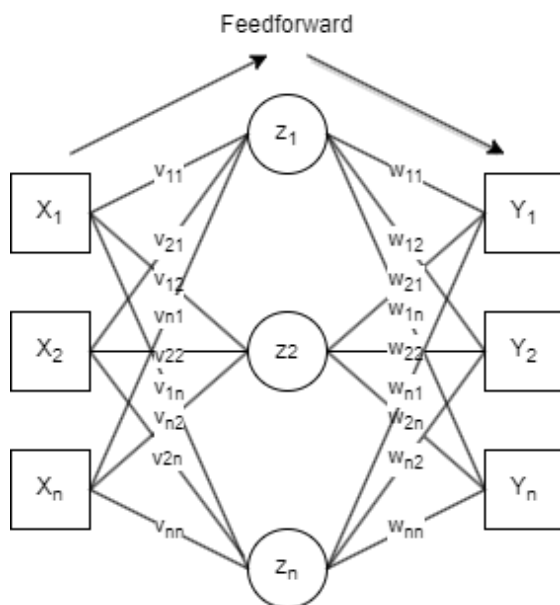 Feedforward
Z₁
v₁₁
w₁₁
X₁
Y₁
v₂₁
w₁₂
v₁₂
w₂₁
vₙ₁
w₁ₙ
X₂
v₂₂
Z2
w₂₂
Y₂
v₁ₙ
wₙ₁
vₙ₂
w₂ₙ
v₂ₙ
wₙ₂
Xₙ
Yₙ
vₙₙ
wₙₙ
Zₙ